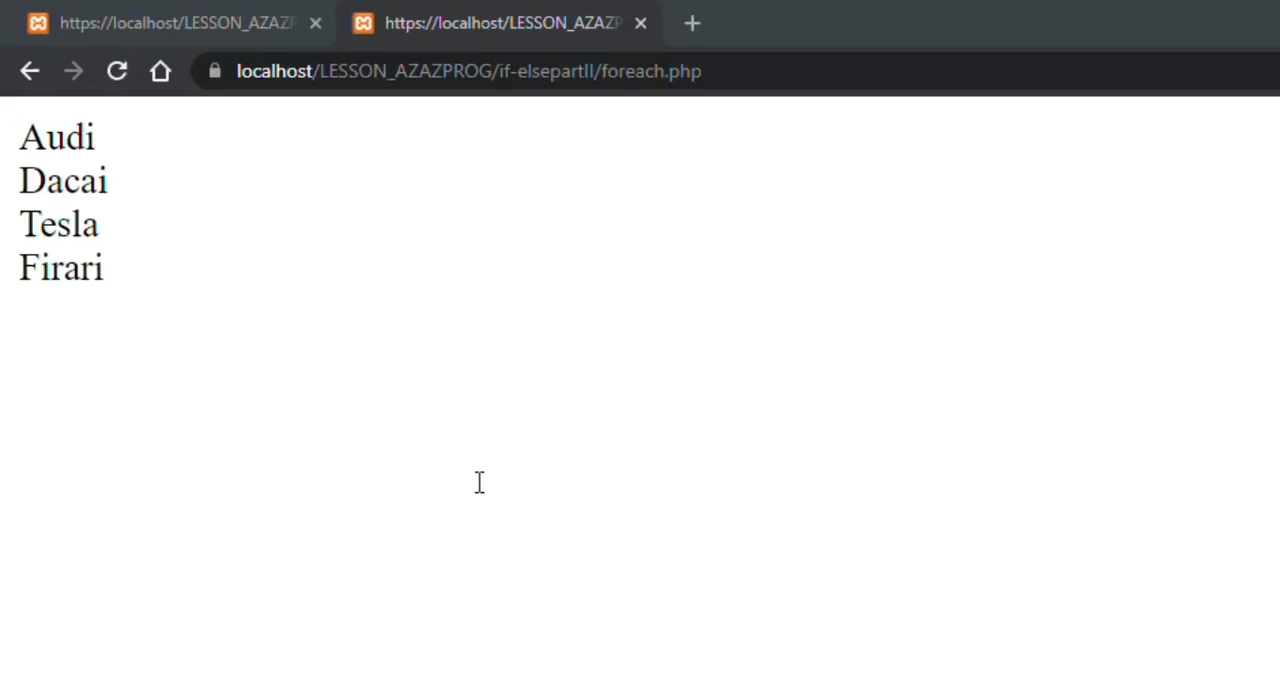 https://localhost/LESSON_AZAZP
https://localhost/LESSON_AZAZP
localhost/LESSON_AZAZPROG/if-elsepartII/foreach.php
Audi
Dacai
Tesla
Firari